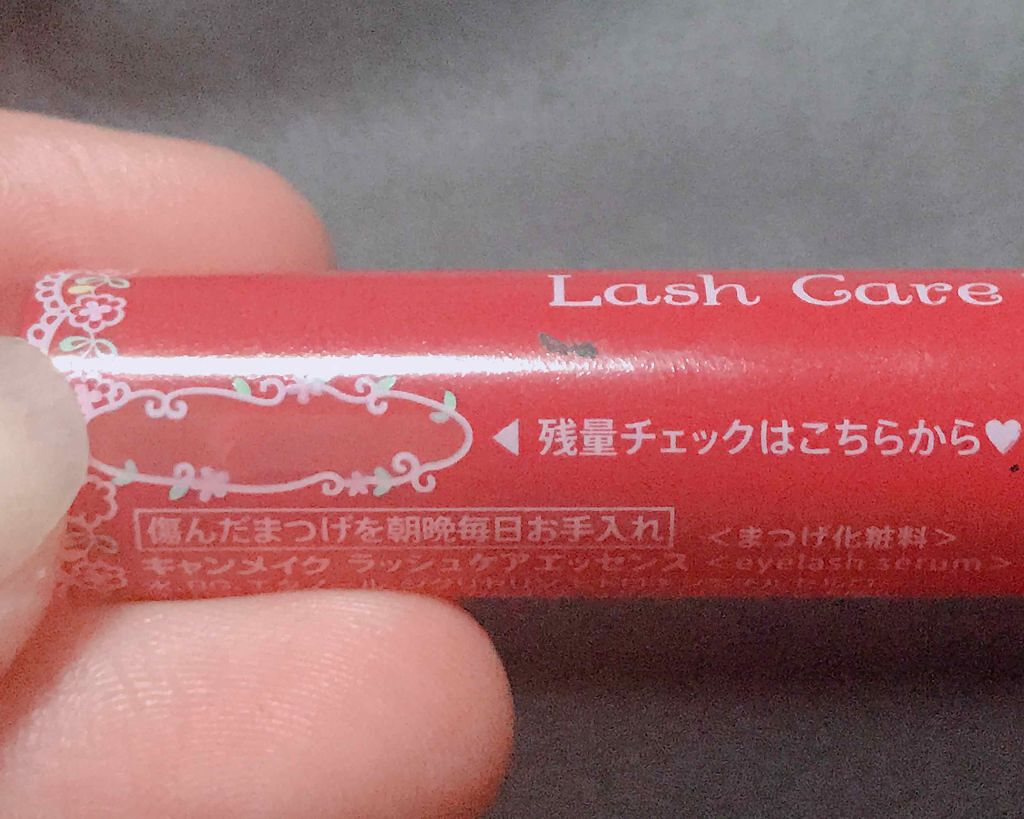 Lash Care
◀ 残量チェックはこちらから♥
傷んだまつげを朝晩毎日お手入れ
<まつげ化粧料>
キャンメイク ラッシュケアエッセンス <eyelash serum>